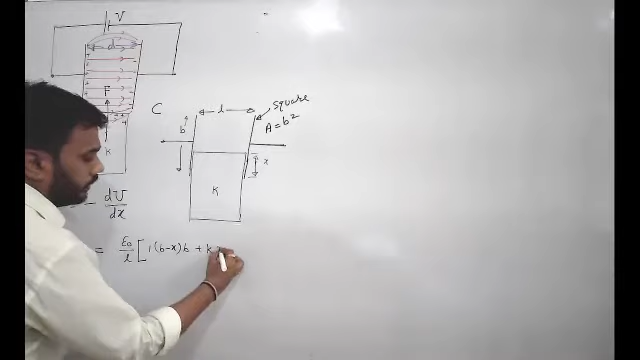 V
d
F
K
C
l
square
A = b²
b
x
K
- dU/dx
= ε₀/l [ 1(b-x)b + k